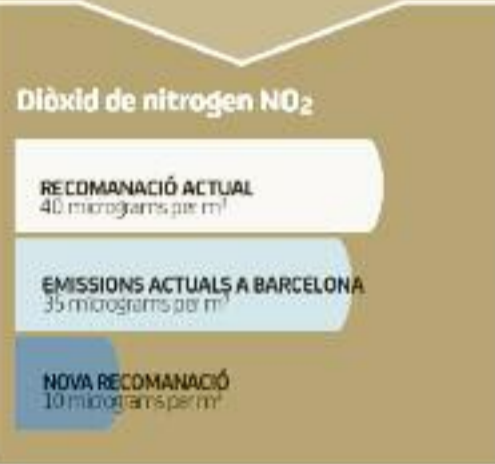 Diòxid de nitrogen NO₂
RECOMANACIÓ ACTUAL
40 micrograms per m³
EMISSIONS ACTUALS A BARCELONA
35 micrograms per m³
NOVA RECOMANACIÓ
10 micrograms per m³